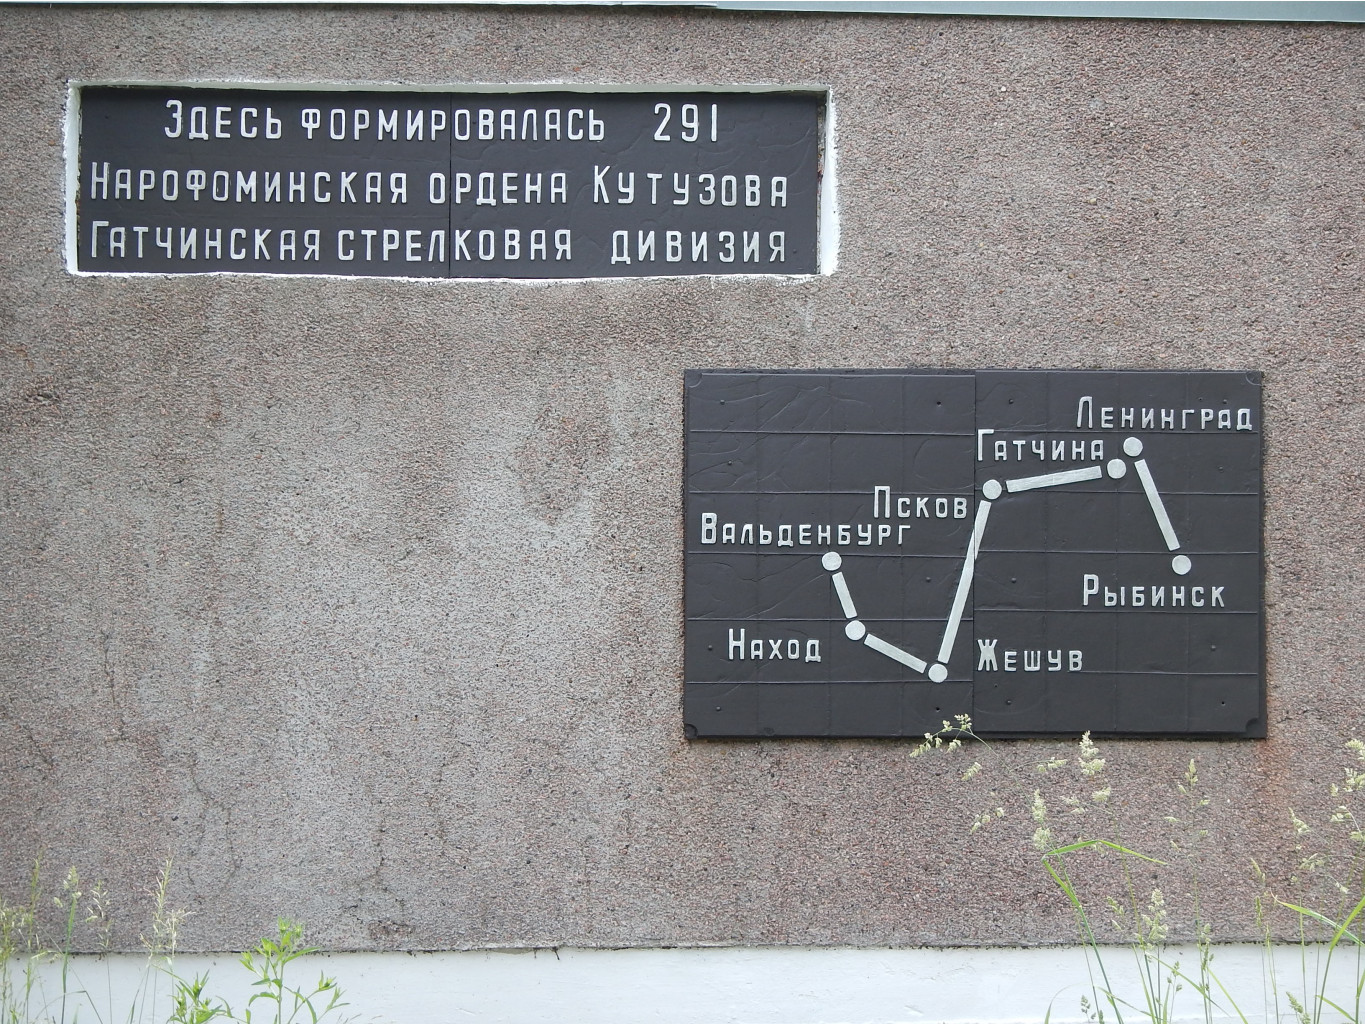 Здесь формировалась 291
Нарофоминская ордена Кутузова
Гатчинская стрелковая дивизия
Ленинград
Гатчина
Псков
Вальденбург
Рыбинск
Наход
Жешув